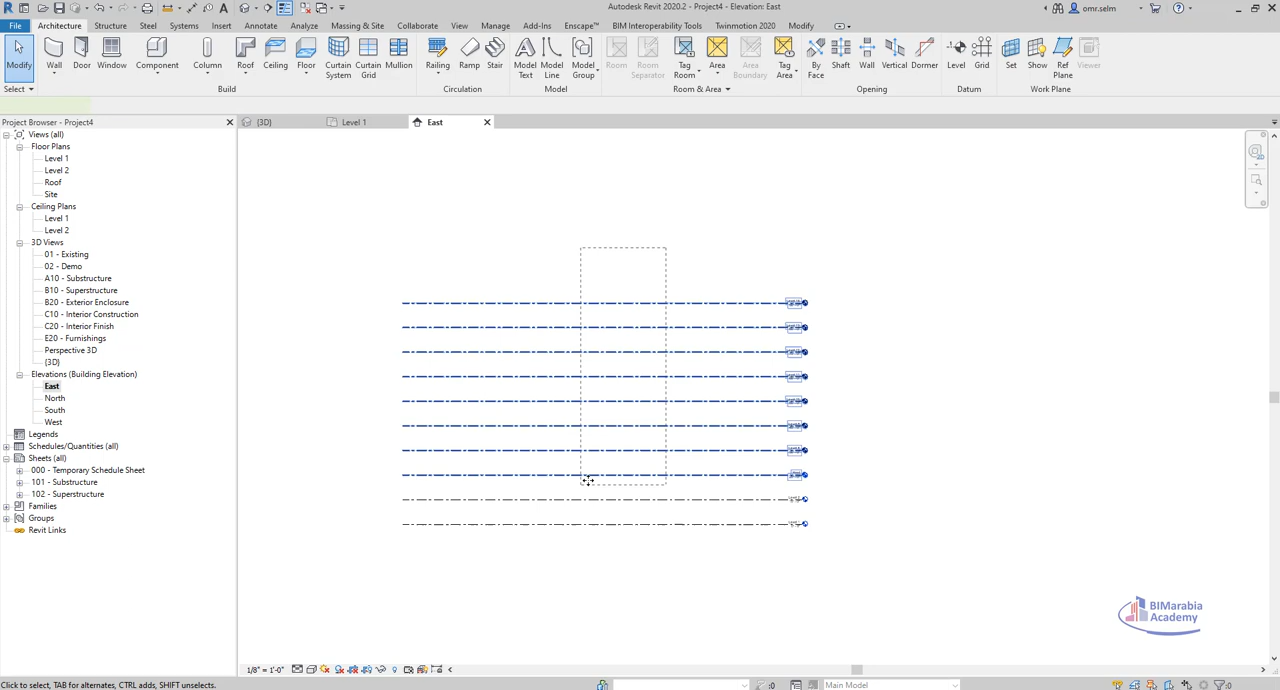 Autodesk Revit 2020.2 - Project4 - Elevation: East
omr.selm
File Architecture Structure Steel Systems Insert Annotate Analyze Massing & Site Collaborate View Manage Add-Ins Enscape™ BIM Interoperability Tools Twinmotion 2020 Modify
Modify Wall Door Window Component Column Roof Ceiling Floor Curtain System Curtain Grid Mullion Railing Ramp Stair Model Text Model Line Model Group Room Room Separator Tag Room Area Area Boundary Tag Area By Face Shaft Wall Vertical Dormer Level Grid Set Show Ref Plane Viewer
Select Build Circulation Model Room & Area Opening Datum Work Plane
Project Browser - Project4
{3D} Level 1 East
Views (all)
Floor Plans
Level 1
Level 2
Roof
Site
Ceiling Plans
Level 1
Level 2
3D Views
01 - Existing
02 - Demo
A10 - Substructure
B10 - Superstructure
B20 - Exterior Enclosure
C10 - Interior Construction
C20 - Interior Finish
E20 - Furnishings
Perspective 3D
{3D}
Elevations (Building Elevation)
East
North
South
West
Legends
Schedules/Quantities (all)
Sheets (all)
000 - Temporary Schedule Sheet
101 - Substructure
102 - Superstructure
Families
Groups
Revit Links
BIMarabia
Academy
1/8" = 1'-0"
Click to select, TAB for alternates, CTRL adds, SHIFT unselects.
:0 Main Model :0